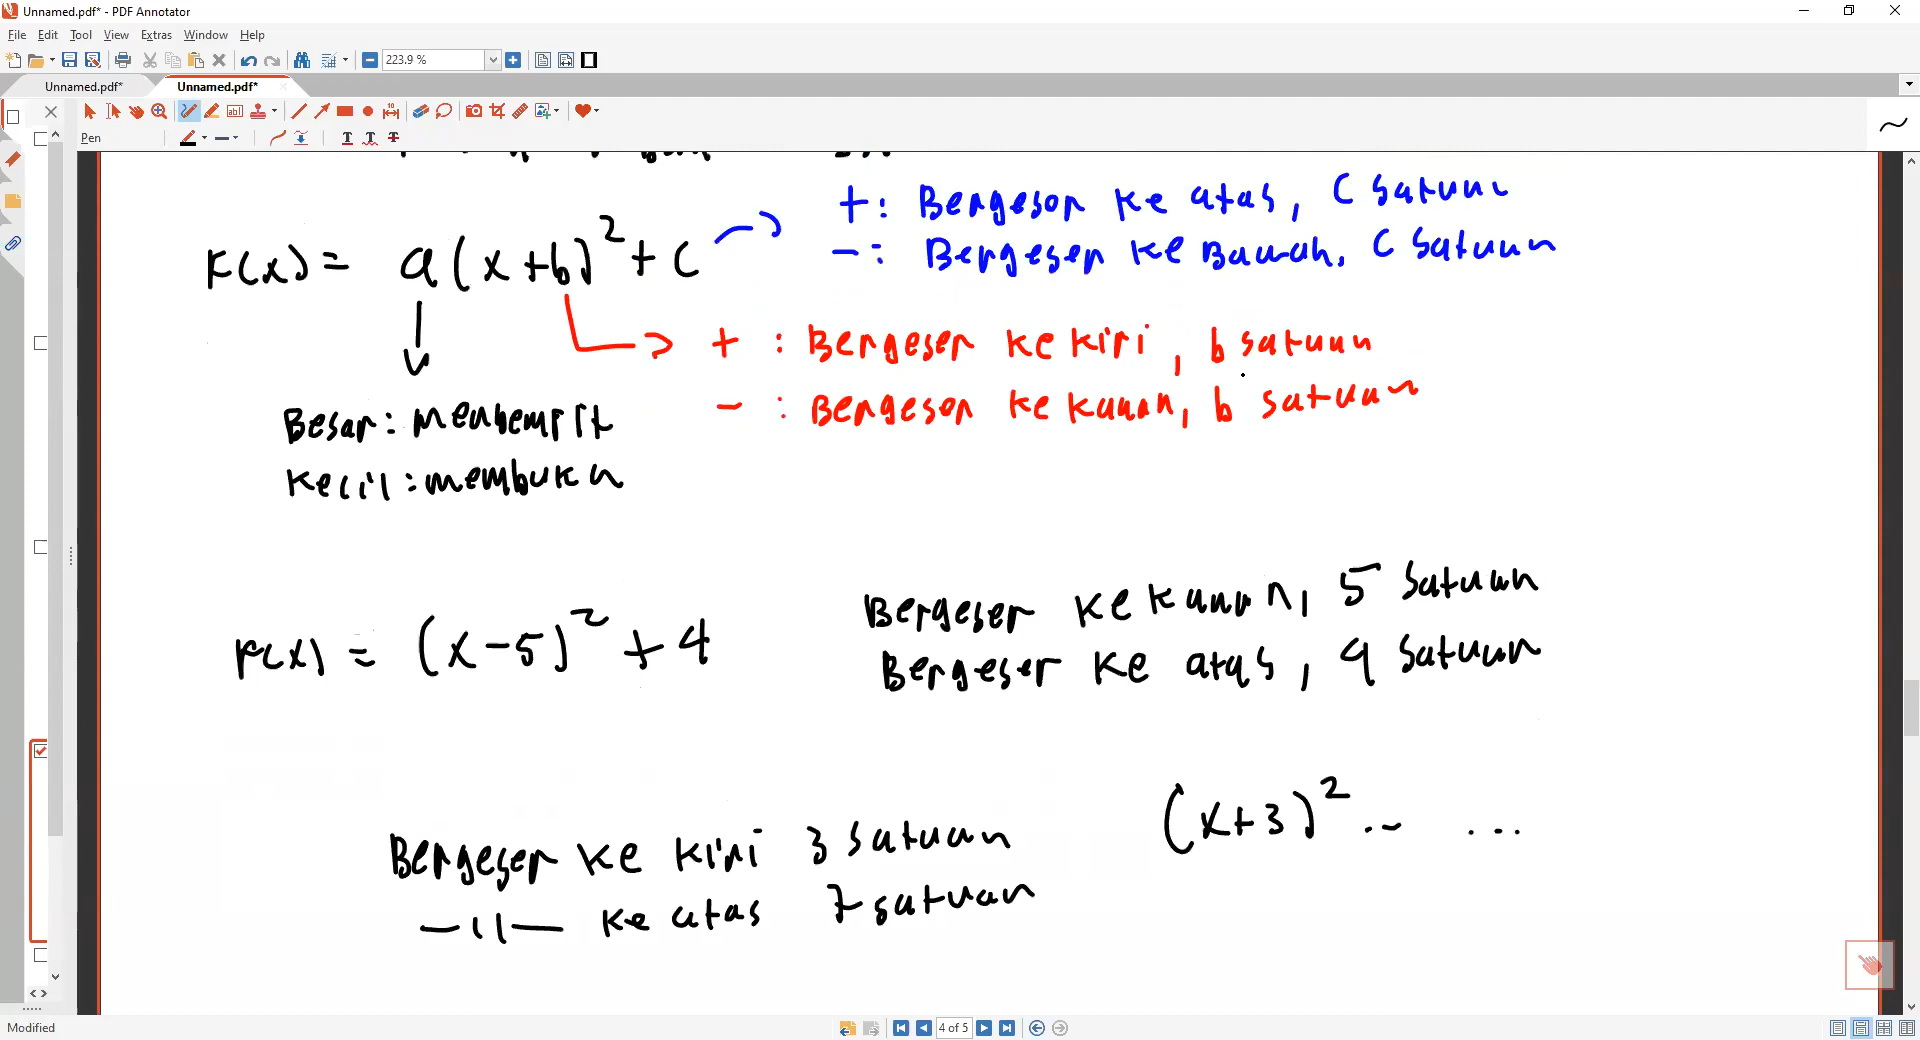 Unnamed.pdf* - PDF Annotator
File Edit Tool View Extras Window Help
223.9 %
Unnamed.pdf* Unnamed.pdf*
Pen
+: Bergeser ke atas, C satuan
F(x) = a(x+b)² + C
-: Bergeser ke Bawah, C satuan
+ : Bergeser ke kiri, b satuan
- : Bergeser ke kanan, b satuan
Besar: menyempit
Kecil: membuka
F(x) = (x-5)² + 4
Bergeser ke kanan, 5 satuan
Bergeser ke atas, 4 satuan
Bergeser ke kiri 3 satuan
(x+3)² .. ...
-11- ke atas 7 satuan
Modified
4 of 5